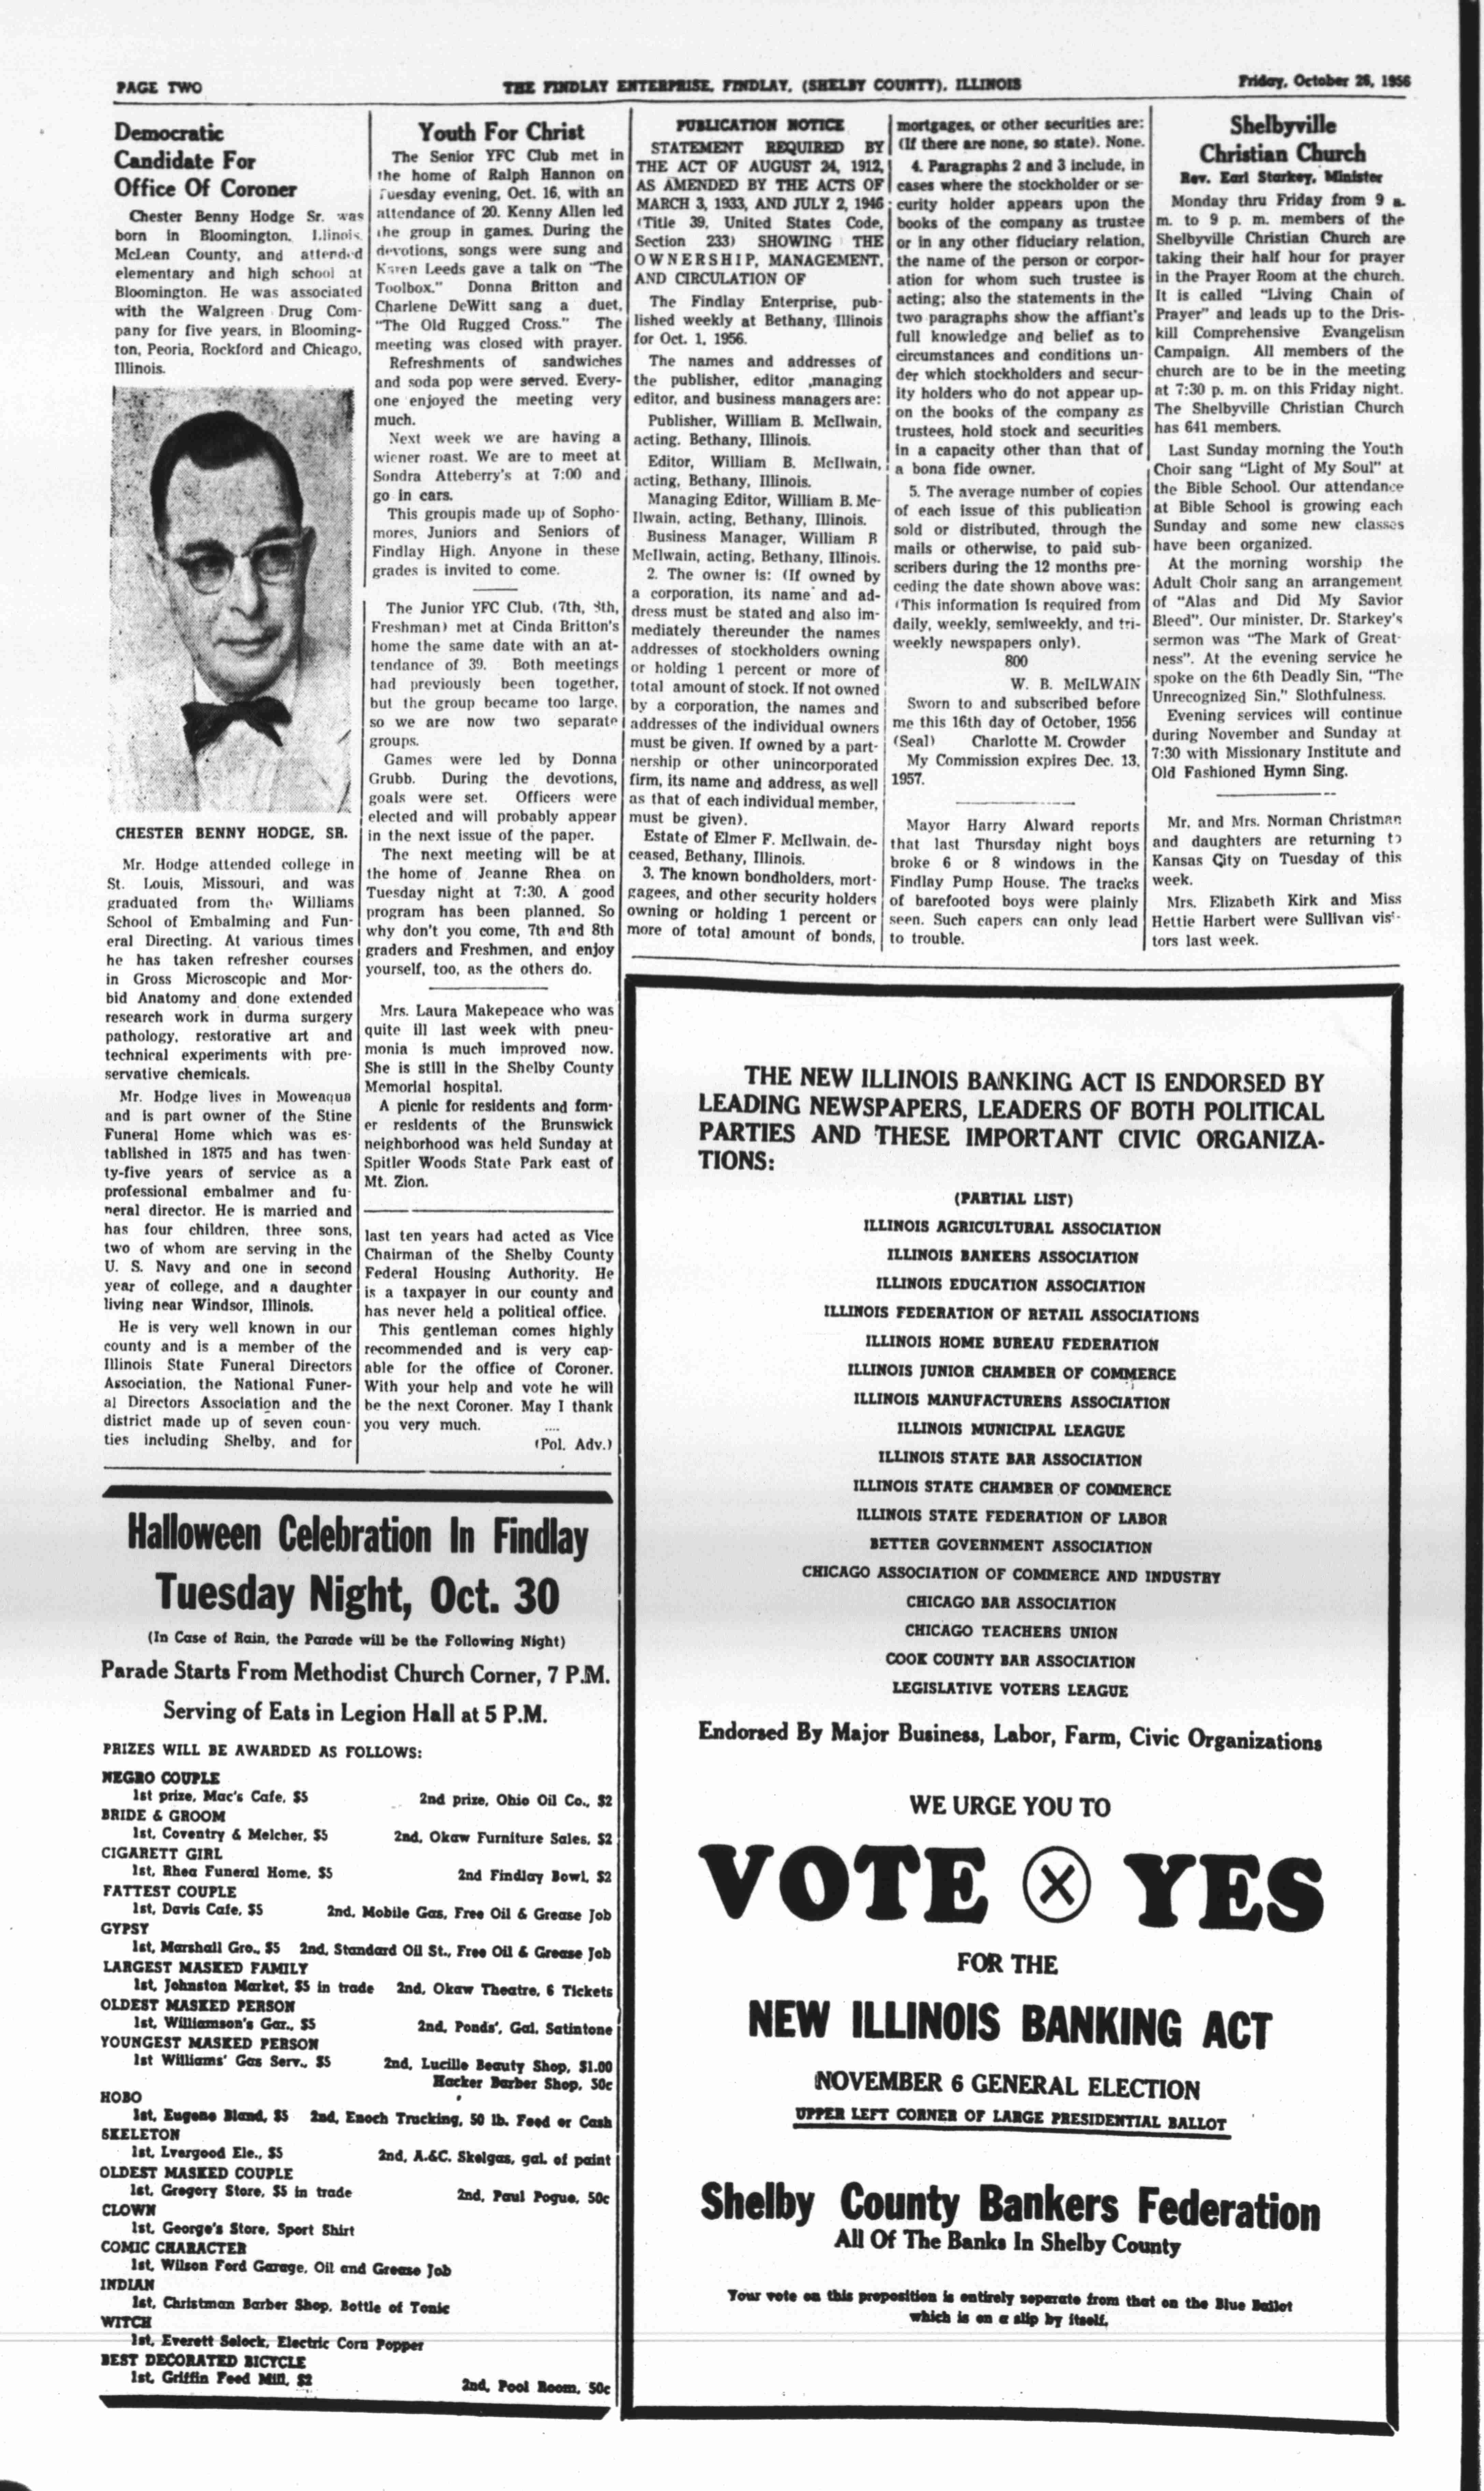 PAGE TWO
THE FINDLAY ENTERPRISE, FINDLAY, (SHELBY COUNTY), ILLINOIS
Friday, October 26, 1956
Democratic
Candidate For
Office Of Coroner
Chester Benny Hodge Sr. was
born in Bloomington, Illinois,
McLean County, and attended
elementary and high school at
Bloomington. He was associated
with the Walgreen Drug Com-
pany for five years, in Blooming-
ton, Peoria, Rockford and Chicago,
Illinois.
CHESTER BENNY HODGE, SR.
Mr. Hodge attended college in
St. Louis, Missouri, and was
graduated from the Williams
School of Embalming and Fun-
eral Directing. At various times
he has taken refresher courses
in Gross Microscopic and Mor-
bid Anatomy and done extended
research work in durma surgery
pathology, restorative art and
technical experiments with pre-
servative chemicals.
Mr. Hodge lives in Moweaqua
and is part owner of the Stine
Funeral Home which was es-
tablished in 1875 and has twen-
ty-five years of service as a
professional embalmer and fu-
neral director. He is married and
has four children, three sons,
two of whom are serving in the
U. S. Navy and one in second
year of college, and a daughter
living near Windsor, Illinois.
He is very well known in our
county and is a member of the
Illinois State Funeral Directors
Association, the National Funer-
al Directors Association and the
district made up of seven coun-
ties including Shelby, and for
last ten years had acted as Vice
Chairman of the Shelby County
Federal Housing Authority. He
is a taxpayer in our county and
has never held a political office.
This gentleman comes highly
recommended and is very cap-
able for the office of Coroner.
With your help and vote he will
be the next Coroner. May I thank
you very much. ....
(Pol. Adv.)
Youth For Christ
The Senior YFC Club met in
the home of Ralph Hannon on
Tuesday evening, Oct. 16, with an
attendance of 20. Kenny Allen led
the group in games. During the
devotions, songs were sung and
Karen Leeds gave a talk on "The
Toolbox." Donna Britton and
Charlene DeWitt sang a duet,
"The Old Rugged Cross." The
meeting was closed with prayer.
Refreshments of sandwiches
and soda pop were served. Every-
one enjoyed the meeting very
much.
Next week we are having a
wiener roast. We are to meet at
Sondra Atteberry's at 7:00 and
go in cars.
This groupis made up of Sopho-
mores, Juniors and Seniors of
Findlay High. Anyone in these
grades is invited to come.
The Junior YFC Club, (7th, 8th,
Freshman) met at Cinda Britton's
home the same date with an at-
tendance of 39. Both meetings
had previously been together,
but the group became too large,
so we are now two separate
groups.
Games were led by Donna
Grubb. During the devotions,
goals were set. Officers were
elected and will probably appear
in the next issue of the paper.
The next meeting will be at
the home of Jeanne Rhea on
Tuesday night at 7:30. A good
program has been planned. So
why don't you come, 7th and 8th
graders and Freshmen, and enjoy
yourself, too, as the others do.
Mrs. Laura Makepeace who was
quite ill last week with pneu-
monia is much improved now.
She is still in the Shelby County
Memorial hospital.
A picnic for residents and form-
er residents of the Brunswick
neighborhood was held Sunday at
Spitler Woods State Park east of
Mt. Zion.
PUBLICATION NOTICE
STATEMENT REQUIRED BY
THE ACT OF AUGUST 24, 1912,
AS AMENDED BY THE ACTS OF
MARCH 3, 1933, AND JULY 2, 1946
(Title 39, United States Code,
Section 233) SHOWING THE
OWNERSHIP, MANAGEMENT,
AND CIRCULATION OF
The Findlay Enterprise, pub-
lished weekly at Bethany, Illinois
for Oct. 1, 1956.
The names and addresses of
the publisher, editor ,managing
editor, and business managers are:
Publisher, William B. McIlwain,
acting. Bethany, Illinois.
Editor, William B. McIlwain,
acting, Bethany, Illinois.
Managing Editor, William B. Mc-
Ilwain, acting, Bethany, Illinois.
Business Manager, William B
McIlwain, acting, Bethany, Illinois.
2. The owner is: (If owned by
a corporation, its name and ad-
dress must be stated and also im-
mediately thereunder the names
addresses of stockholders owning
or holding 1 percent or more of
total amount of stock. If not owned
by a corporation, the names and
addresses of the individual owners
must be given. If owned by a part-
nership or other unincorporated
firm, its name and address, as well
as that of each individual member,
must be given).
Estate of Elmer F. McIlwain, de-
ceased, Bethany, Illinois.
3. The known bondholders, mort-
gagees, and other security holders
owning or holding 1 percent or
more of total amount of bonds,
mortgages, or other securities are:
(If there are none, so state). None.
4. Paragraphs 2 and 3 include, in
cases where the stockholder or se-
curity holder appears upon the
books of the company as trustee
or in any other fiduciary relation,
the name of the person or corpor-
ation for whom such trustee is
acting; also the statements in the
two paragraphs show the affiant's
full knowledge and belief as to
circumstances and conditions un-
der which stockholders and secur-
ity holders who do not appear up-
on the books of the company as
trustees, hold stock and securities
in a capacity other than that of
a bona fide owner.
5. The average number of copies
of each issue of this publication
sold or distributed, through the
mails or otherwise, to paid sub-
scribers during the 12 months pre-
ceding the date shown above was:
(This information is required from
daily, weekly, semiweekly, and tri-
weekly newspapers only).
800
W. B. McILWAIN
Sworn to and subscribed before
me this 16th day of October, 1956
(Seal) Charlotte M. Crowder
My Commission expires Dec. 13,
1957.
Mayor Harry Alward reports
that last Thursday night boys
broke 6 or 8 windows in the
Findlay Pump House. The tracks
of barefooted boys were plainly
seen. Such capers can only lead
to trouble.
Shelbyville
Christian Church
Rev. Earl Starkey, Minister
Monday thru Friday from 9 a.
m. to 9 p. m. members of the
Shelbyville Christian Church are
taking their half hour for prayer
in the Prayer Room at the church.
It is called "Living Chain of
Prayer" and leads up to the Dris-
kill Comprehensive Evangelism
Campaign. All members of the
church are to be in the meeting
at 7:30 p. m. on this Friday night.
The Shelbyville Christian Church
has 641 members.
Last Sunday morning the Youth
Choir sang "Light of My Soul" at
the Bible School. Our attendance
at Bible School is growing each
Sunday and some new classes
have been organized.
At the morning worship the
Adult Choir sang an arrangement
of "Alas and Did My Savior
Bleed". Our minister, Dr. Starkey's
sermon was "The Mark of Great-
ness". At the evening service he
spoke on the 6th Deadly Sin, "The
Unrecognized Sin," Slothfulness.
Evening services will continue
during November and Sunday at
7:30 with Missionary Institute and
Old Fashioned Hymn Sing.
Mr. and Mrs. Norman Christman
and daughters are returning to
Kansas City on Tuesday of this
week.
Mrs. Elizabeth Kirk and Miss
Hettie Harbert were Sullivan visi-
tors last week.
Halloween Celebration In Findlay
Tuesday Night, Oct. 30
(In Case of Rain, the Parade will be the Following Night)
Parade Starts From Methodist Church Corner, 7 P.M.
Serving of Eats in Legion Hall at 5 P.M.
PRIZES WILL BE AWARDED AS FOLLOWS:
NEGRO COUPLE
1st prize, Mac's Cafe, $5 2nd prize, Ohio Oil Co., $2
BRIDE & GROOM
1st, Coventry & Melcher, $5 2nd, Okaw Furniture Sales, $2
CIGARETT GIRL
1st, Rhea Funeral Home, $5 2nd Findlay Bowl, $2
FATTEST COUPLE
1st, Davis Cafe, $5 2nd, Mobile Gas, Free Oil & Grease Job
GYPSY
1st, Marshall Gro., $5 2nd, Standard Oil St., Free Oil & Grease Job
LARGEST MASKED FAMILY
1st, Johnston Market, $5 in trade 2nd, Okaw Theatre, 6 Tickets
OLDEST MASKED PERSON
1st, Williamson's Gar., $5 2nd, Ponds', Gal. Satintone
YOUNGEST MASKED PERSON
1st Williams' Gas Serv., $5 2nd, Lucille Beauty Shop, $1.00
Hacker Barber Shop, 50c
HOBO
1st, Eugene Bland, $5 2nd, Enoch Trucking, 50 lb. Feed or Cash
SKELETON
1st, Lvergood Ele., $5 2nd, A.&C. Skelgas, gal. of paint
OLDEST MASKED COUPLE
1st, Gregory Store, $5 in trade 2nd, Paul Pogue, 50c
CLOWN
1st, George's Store, Sport Shirt
COMIC CHARACTER
1st, Wilson Ford Garage, Oil and Grease Job
INDIAN
1st, Christman Barber Shop, Bottle of Tonic
WITCH
1st, Everett Selock, Electric Corn Popper
BEST DECORATED BICYCLE
1st, Griffin Feed Mill, $2 2nd, Pool Room, 50c
THE NEW ILLINOIS BANKING ACT IS ENDORSED BY
LEADING NEWSPAPERS, LEADERS OF BOTH POLITICAL
PARTIES AND THESE IMPORTANT CIVIC ORGANIZA-
TIONS:
(PARTIAL LIST)
ILLINOIS AGRICULTURAL ASSOCIATION
ILLINOIS BANKERS ASSOCIATION
ILLINOIS EDUCATION ASSOCIATION
ILLINOIS FEDERATION OF RETAIL ASSOCIATIONS
ILLINOIS HOME BUREAU FEDERATION
ILLINOIS JUNIOR CHAMBER OF COMMERCE
ILLINOIS MANUFACTURERS ASSOCIATION
ILLINOIS MUNICIPAL LEAGUE
ILLINOIS STATE BAR ASSOCIATION
ILLINOIS STATE CHAMBER OF COMMERCE
ILLINOIS STATE FEDERATION OF LABOR
BETTER GOVERNMENT ASSOCIATION
CHICAGO ASSOCIATION OF COMMERCE AND INDUSTRY
CHICAGO BAR ASSOCIATION
CHICAGO TEACHERS UNION
COOK COUNTY BAR ASSOCIATION
LEGISLATIVE VOTERS LEAGUE
Endorsed By Major Business, Labor, Farm, Civic Organizations
WE URGE YOU TO
VOTE X YES
FOR THE
NEW ILLINOIS BANKING ACT
NOVEMBER 6 GENERAL ELECTION
UPPER LEFT CORNER OF LARGE PRESIDENTIAL BALLOT
Shelby County Bankers Federation
All Of The Banks In Shelby County
Your vote on this proposition is entirely separate from that on the Blue Ballot
which is on a slip by itself.